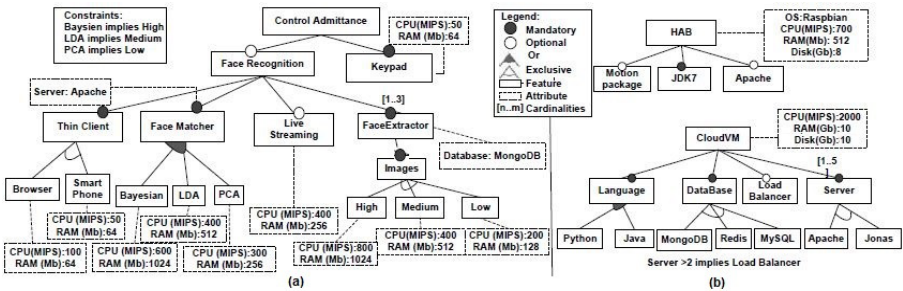 Constraints:
Baysien implies High
LDA implies Medium
PCA implies Low
Control Admittance
CPU(MIPS):50
RAM (Mb):64
Face Recognition
Keypad
Server: Apache
Thin Client
Face Matcher
Live
Streaming
[1..3]
FaceExtractor
Database: MongoDB
Images
Browser
Smart
Phone
Bayesian
LDA
PCA
High
Medium
Low
CPU (MIPS):50
RAM (Mb):64
CPU (MIPS):400
RAM (Mb):512
CPU (MIPS):400
RAM (Mb):256
CPU(MIPS):100
RAM (Mb):64
CPU (MIPS):600
RAM (Mb):1024
CPU (MIPS):300
RAM (Mb):256
CPU (MIPS):800
RAM (Mb):1024
CPU (MIPS):400
RAM (Mb):512
CPU (MIPS):200
RAM (Mb):128
(a)
Legend:
Mandatory
Optional
Or
Exclusive
Feature
Attribute
[n..m] Cardinalities
HAB
OS:Raspbian
CPU(MIPS):700
RAM(Mb): 512
Disk(Gb):8
Motion
package
JDK7
Apache
CloudVM
CPU(MIPS):2000
RAM(Gb):10
Disk(Gb):10
[1..5
Language
DataBase
Load
Balancer
Server
Python
Java
MongoDB
Redis
MySQL
Apache
Jonas
Server >2 implies Load Balancer
(b)